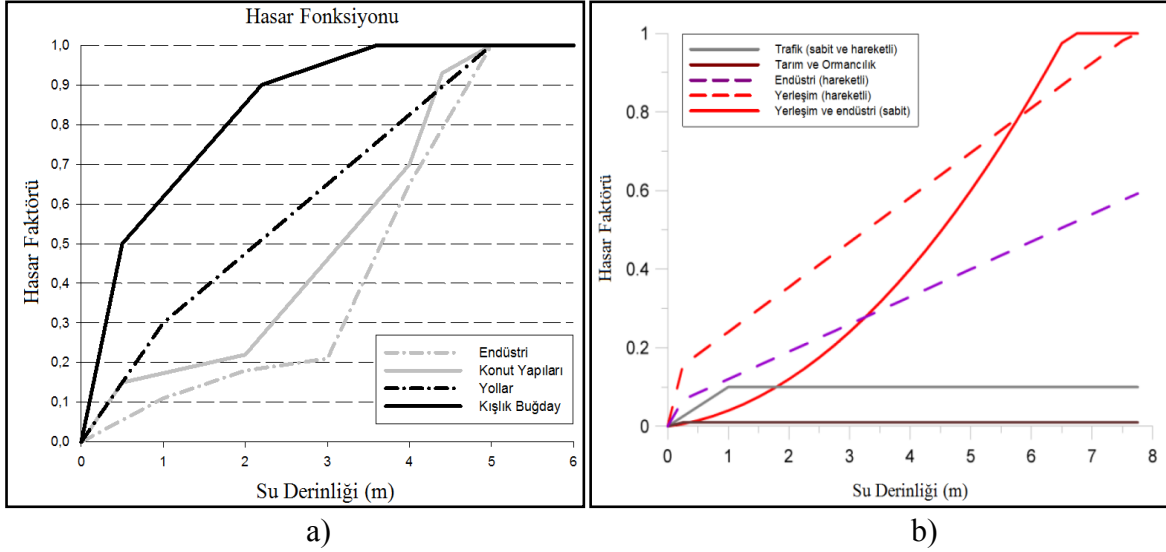 Hasar Fonksiyonu
1,0
0,9
0,8
0,7
0,6
0,5
0,4
0,3
0,2
0,1
0,0
Hasar Faktörü
Endüstri
Konut Yapıları
Yollar
Kışlık Buğday
0 1 2 3 4 5 6
Su Derinliği (m)
a)
1
0.8
0.6
0.4
0.2
0
Hasar Faktörü
Trafik (sabit ve hareketli)
Tarım ve Ormancılık
Endüstri (hareketli)
Yerleşim (hareketli)
Yerleşim ve endüstri (sabit)
0 1 2 3 4 5 6 7 8
Su Derinliği (m)
b)